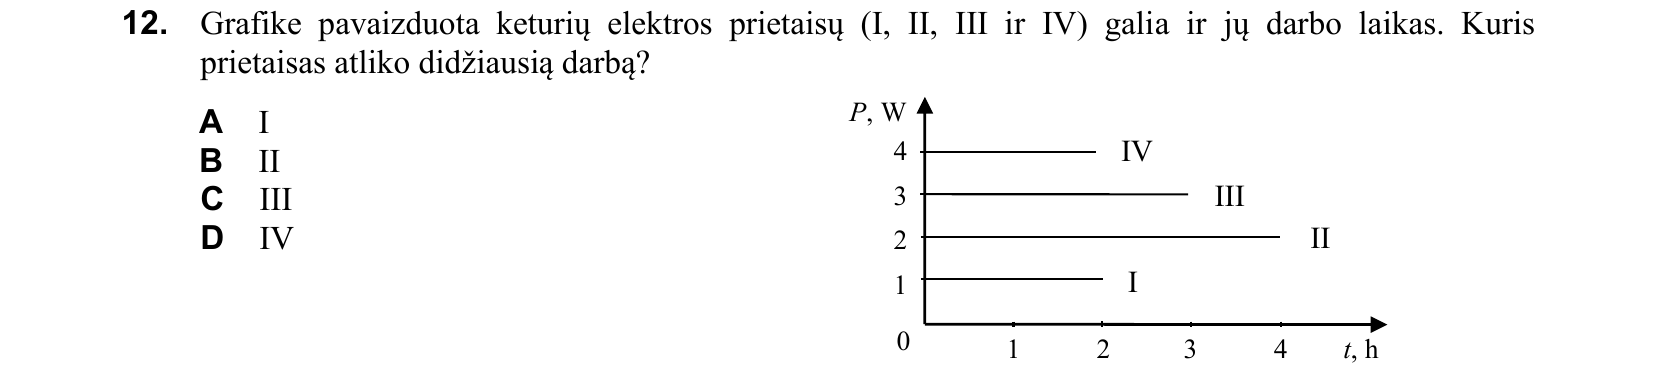 12. Grafike pavaizduota keturių elektros prietaisų (I, II, III ir IV) galia ir jų darbo laikas. Kuris
prietaisas atliko didžiausią darbą?
A I
B II
C III
D IV
P, W
4 IV
3 III
2 II
1 I
0 1 2 3 4 t, h